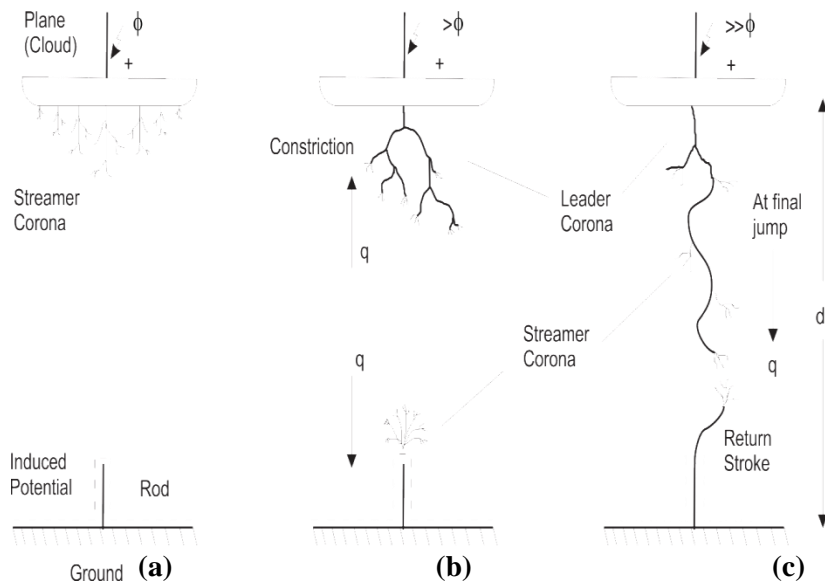 Plane
(Cloud)
ϕ
+
Streamer
Corona
Induced
Potential
Rod
Ground
(a)
>ϕ
+
Constriction
q
q
Leader
Corona
Streamer
Corona
(b)
>>ϕ
+
At final
jump
q
d
Return
Stroke
(c)